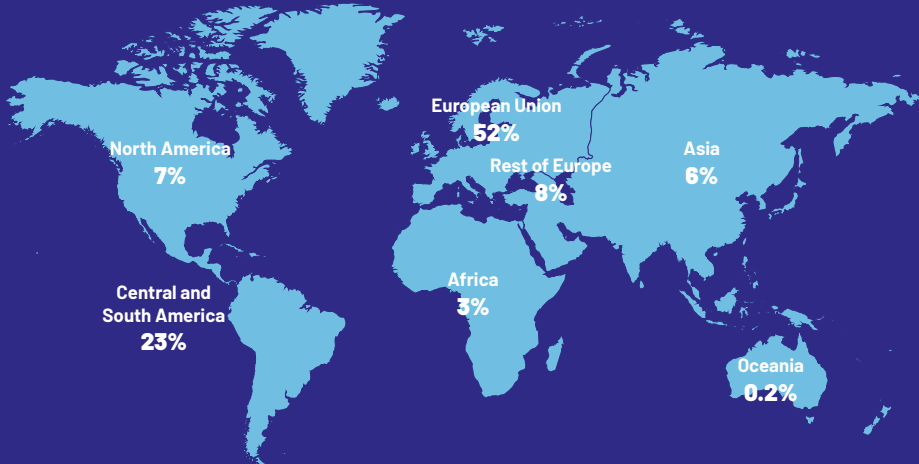 European Union
52%
North America
7%
Asia
6%
Rest of Europe
8%
Africa
3%
Central and
South America
23%
Oceania
0.2%